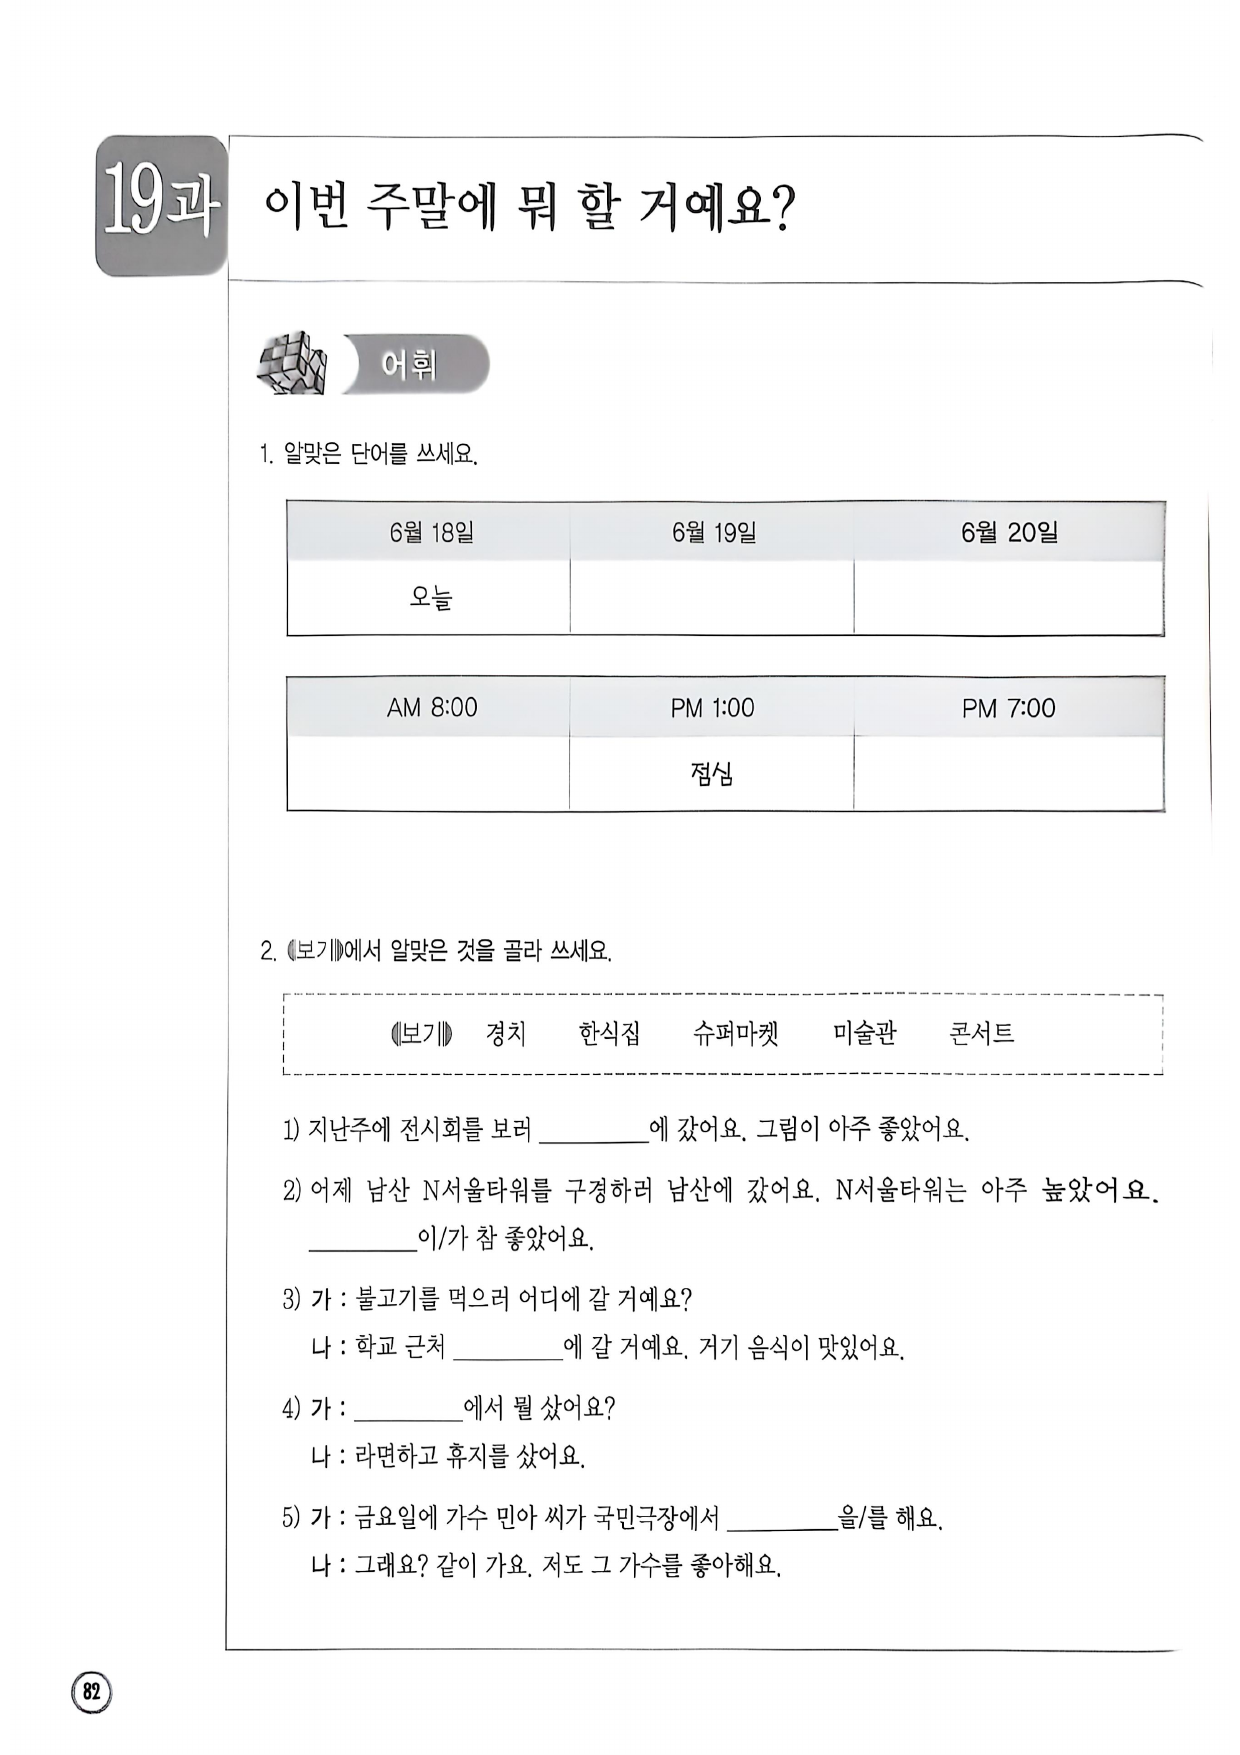 19과
이번 주말에 뭐 할 거예요?
어휘
1. 알맞은 단어를 쓰세요.
6월 18일 6월 19일 6월 20일
오늘
AM 8:00 PM 1:00 PM 7:00
점심
2. 《보기》에서 알맞은 것을 골라 쓰세요.
《보기》 경치 한식집 슈퍼마켓 미술관 콘서트
1) 지난주에 전시회를 보러 ________에 갔어요. 그림이 아주 좋았어요.
2) 어제 남산 N서울타워를 구경하러 남산에 갔어요. N서울타워는 아주 높았어요.
________이/가 참 좋았어요.
3) 가 : 불고기를 먹으러 어디에 갈 거예요?
나 : 학교 근처 ________에 갈 거예요. 거기 음식이 맛있어요.
4) 가 : ________에서 뭘 샀어요?
나 : 라면하고 휴지를 샀어요.
5) 가 : 금요일에 가수 민아 씨가 국민극장에서 ________을/를 해요.
나 : 그래요? 같이 가요. 저도 그 가수를 좋아해요.
82